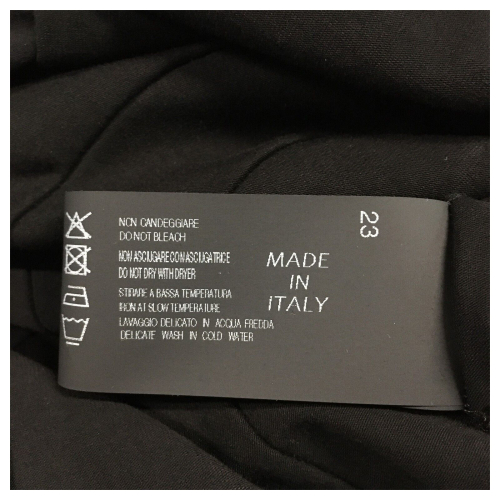 NON CANDEGGIARE
DO NOT BLEACH
NON ASCIUGARE CON ASCIUGATRICE
DO NOT DRY WITH DRYER
STIRARE A BASSA TEMPERATURA
IRON AT SLOW TEMPERATURE
LAVAGGIO DELICATO IN ACQUA FREDDA
DELICATE WASH IN COLD WATER
MADE
IN
ITALY
23